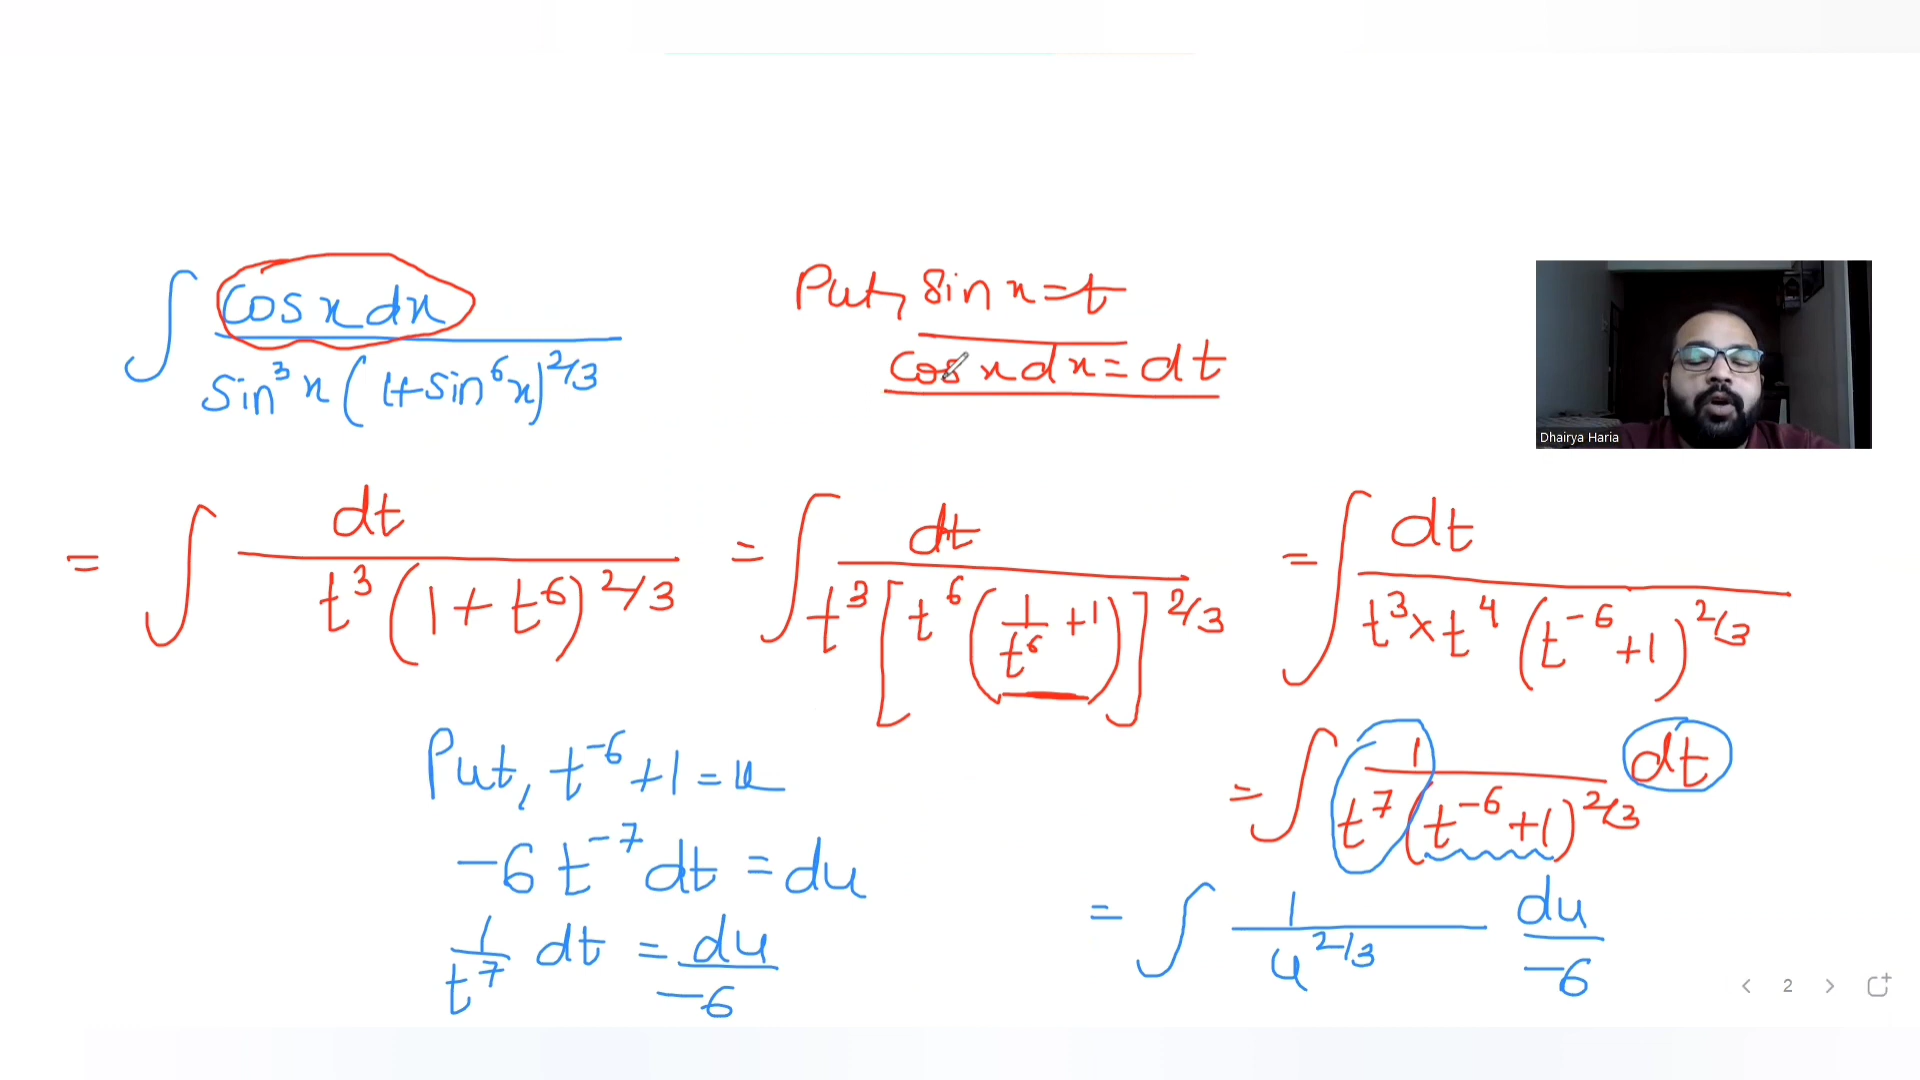 ∫ cos x dx / sin³ x (1+sin⁶ x)^2/3
Put, sin x = t
cos x dx = dt
Dhairya Haria
= ∫ dt / t³ (1 + t⁶)^2/3 = ∫ dt / t³ [t⁶ (1/t⁶ + 1)]^2/3 = ∫ dt / t³ × t⁴ (t⁻⁶ + 1)^2/3
= ∫ 1 / t⁷ (t⁻⁶ + 1)^2/3 dt
Put, t⁻⁶ + 1 = u
-6 t⁻⁷ dt = du
1/t⁷ dt = du/-6
= ∫ 1/u^2/3 du/-6
2